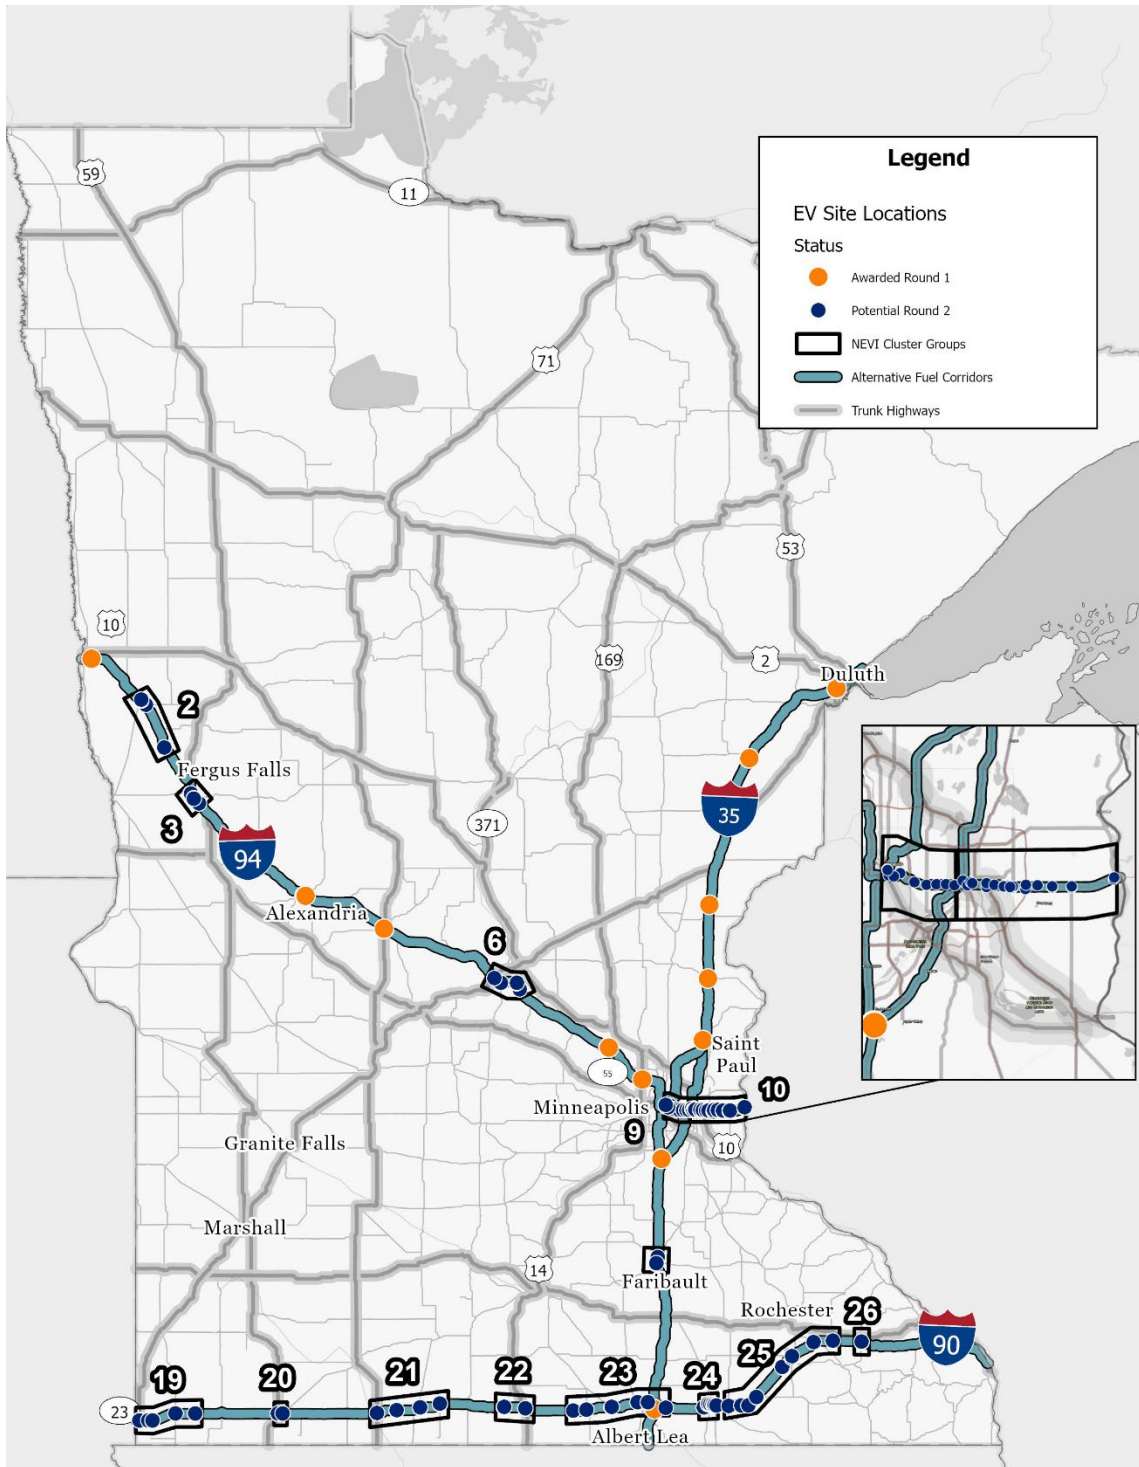 59
11
Legend
EV Site Locations
Status
Awarded Round 1
Potential Round 2
NEVI Cluster Groups
Alternative Fuel Corridors
Trunk Highways
71
53
10
169
2
Duluth
2
Fergus Falls
3
94
371
35
Alexandria
6
Saint
Paul
55
Minneapolis
10
9
10
Granite Falls
Marshall
14
Faribault
Rochester
26
90
25
19
20
21
22
23
24
23
Albert Lea